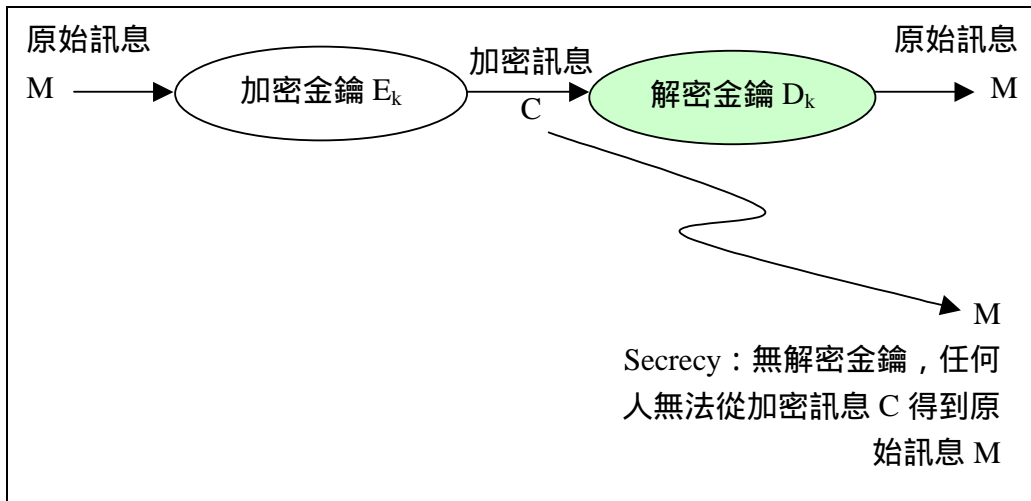 原始訊息
M
加密金鑰 Ek
加密訊息
C
解密金鑰 Dk
原始訊息
M
M
Secrecy：無解密金鑰，任何
人無法從加密訊息 C 得到原
始訊息 M